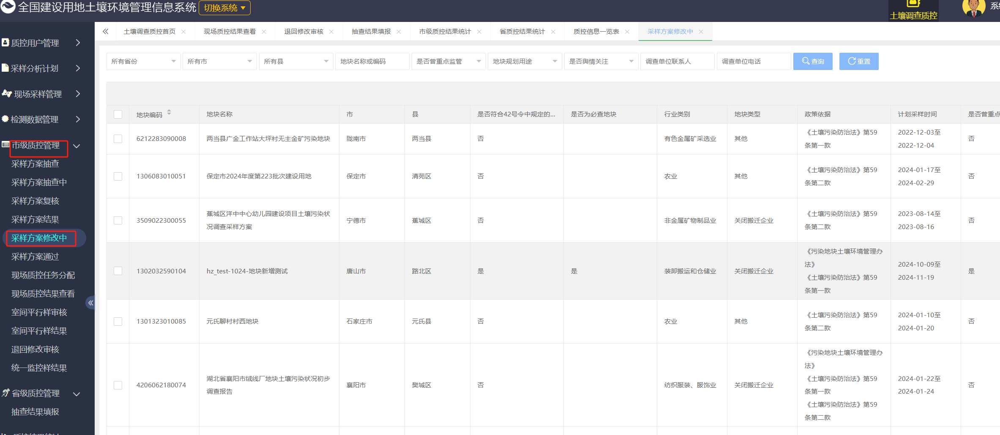 全国建设用地土壤环境管理信息系统 切换系统
土壤调查质控
质控用户管理
采样分析计划
现场采样管理
检测数据管理
市级质控管理
采样方案抽查
采样方案抽查中
采样方案复核
采样方案结果
采样方案修改中
采样方案通过
现场质控任务分配
现场质控结果查看
室间平行样审核
室间平行样结果
退回修改审核
统一监控样结果
省级质控管理
抽查结果填报
土壤调查质控首页 现场质控结果查看 退回修改审核 抽查结果填报 市级质控结果统计 省质控结果统计 质控信息一览表 采样方案修改中
所有省份 所有市 所有县 地块名称或编码 是否曾重点监管 地块规划用途 是否舆情关注 调查单位联系人 调查单位电话 查询 重置
地块编码 地块名称 市 县 是否符合42号令中规定的... 是否为必查地块 行业类别 地块类型 政策依据 计划采样时间 是否曾重点
6212283090008 两当县广金工作站大坪村无主金矿污染地块 陇南市 两当县 否 有色金属矿采选业 其他 《土壤污染防治法》第59 2022-12-03至 否
条第一款 2022-12-04
1306083010051 保定市2024年度第223批次建设用地 保定市 清苑区 否 农业 其他 《土壤污染防治法》第59 2024-01-17至 否
条第二款 2024-02-29
3509022300055 蕉城区洋中中心幼儿园建设项目土壤污染状 宁德市 蕉城区 否 非金属矿物制品业 关闭搬迁企业 《土壤污染防治法》第59 2023-08-14至 否
况调查采样方案 条第二款 2023-08-16
1302032590104 hz_test-1024-地块新增测试 唐山市 路北区 是 是 装卸搬运和仓储业 关闭搬迁企业 《污染地块土壤环境管理办 2024-10-09至 是
法》 2024-11-19
《土壤污染防治法》第59
条第一款
1301323010085 元氏聊村村西地块 石家庄市 元氏县 否 农业 其他 《土壤污染防治法》第59 2024-01-10至 否
条第二款 2024-01-20
4206062180074 湖北省襄阳市绒线厂地块土壤污染状况初步 襄阳市 樊城区 否 纺织服装、服饰业 关闭搬迁企业 《污染地块土壤环境管理办 2024-01-22至 否
调查报告 法》 2024-01-24
《土壤污染防治法》第59
条第一款
《土壤污染防治法》第59
条第二款